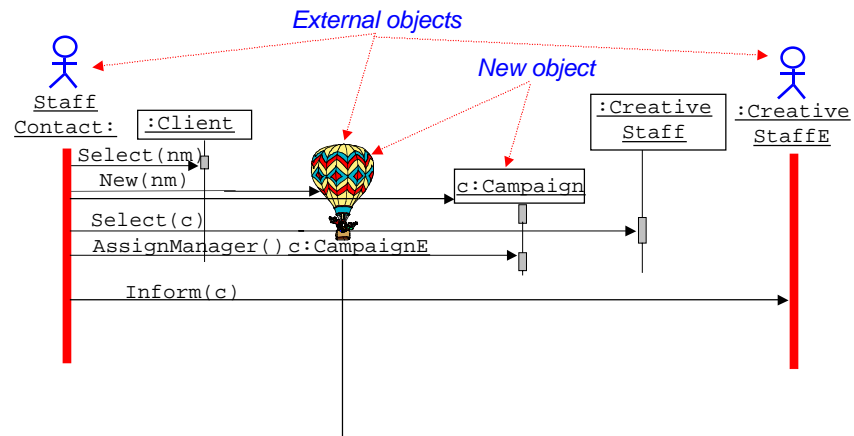 External objects
New object
Staff
Contact:
:Client
:Creative
Staff
:Creative
StaffE
Select(nm)
New(nm)
c:Campaign
Select(c)
AssignManager()
c:CampaignE
Inform(c)